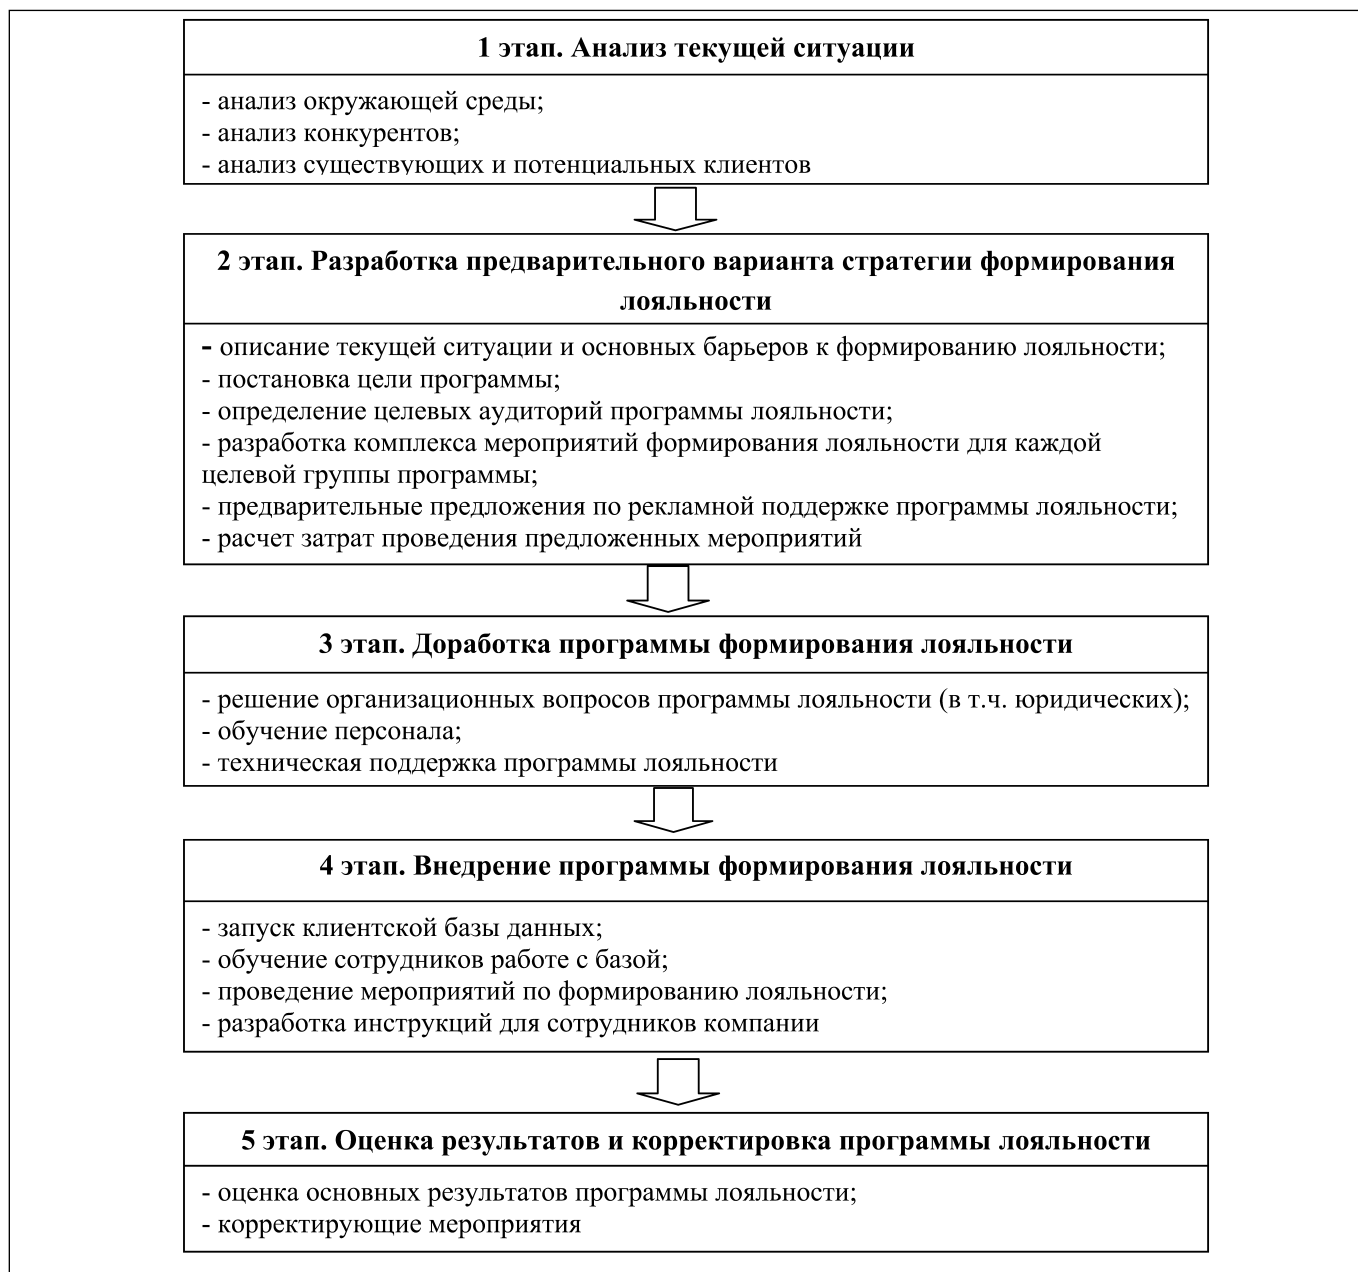 1 этап. Анализ текущей ситуации
- анализ окружающей среды;
- анализ конкурентов;
- анализ существующих и потенциальных клиентов
2 этап. Разработка предварительного варианта стратегии формирования
лояльности
- описание текущей ситуации и основных барьеров к формированию лояльности;
- постановка цели программы;
- определение целевых аудиторий программы лояльности;
- разработка комплекса мероприятий формирования лояльности для каждой
целевой группы программы;
- предварительные предложения по рекламной поддержке программы лояльности;
- расчет затрат проведения предложенных мероприятий
3 этап. Доработка программы формирования лояльности
- решение организационных вопросов программы лояльности (в т.ч. юридических);
- обучение персонала;
- техническая поддержка программы лояльности
4 этап. Внедрение программы формирования лояльности
- запуск клиентской базы данных;
- обучение сотрудников работе с базой;
- проведение мероприятий по формированию лояльности;
- разработка инструкций для сотрудников компании
5 этап. Оценка результатов и корректировка программы лояльности
- оценка основных результатов программы лояльности;
- корректирующие мероприятия